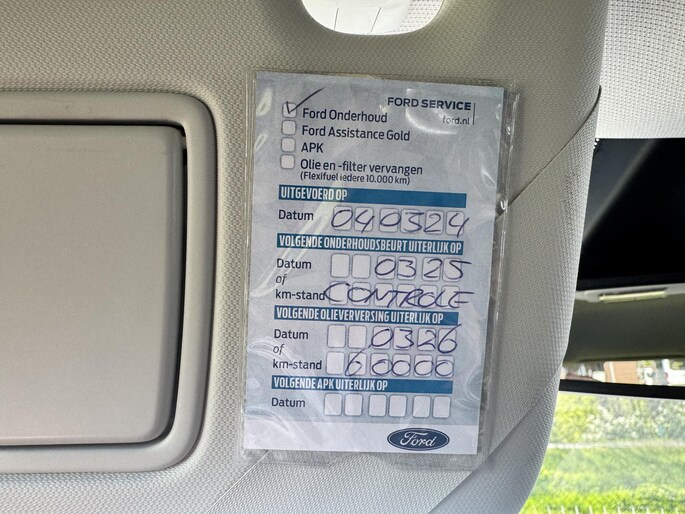 FORD SERVICE
ford.nl
Ford Onderhoud
Ford Assistance Gold
APK
Olie en -filter vervangen
(Flexifuel iedere 10.000 km)
UITGEVOERD OP
Datum 040324
VOLGENDE ONDERHOUDSBEURT UITERLIJK OP
Datum 0325
of
km-stand CONTROLE
VOLGENDE OLIEVERVERSING UITERLIJK OP
Datum 0326
of
km-stand 60000
VOLGENDE APK UITERLIJK OP
Datum
Ford